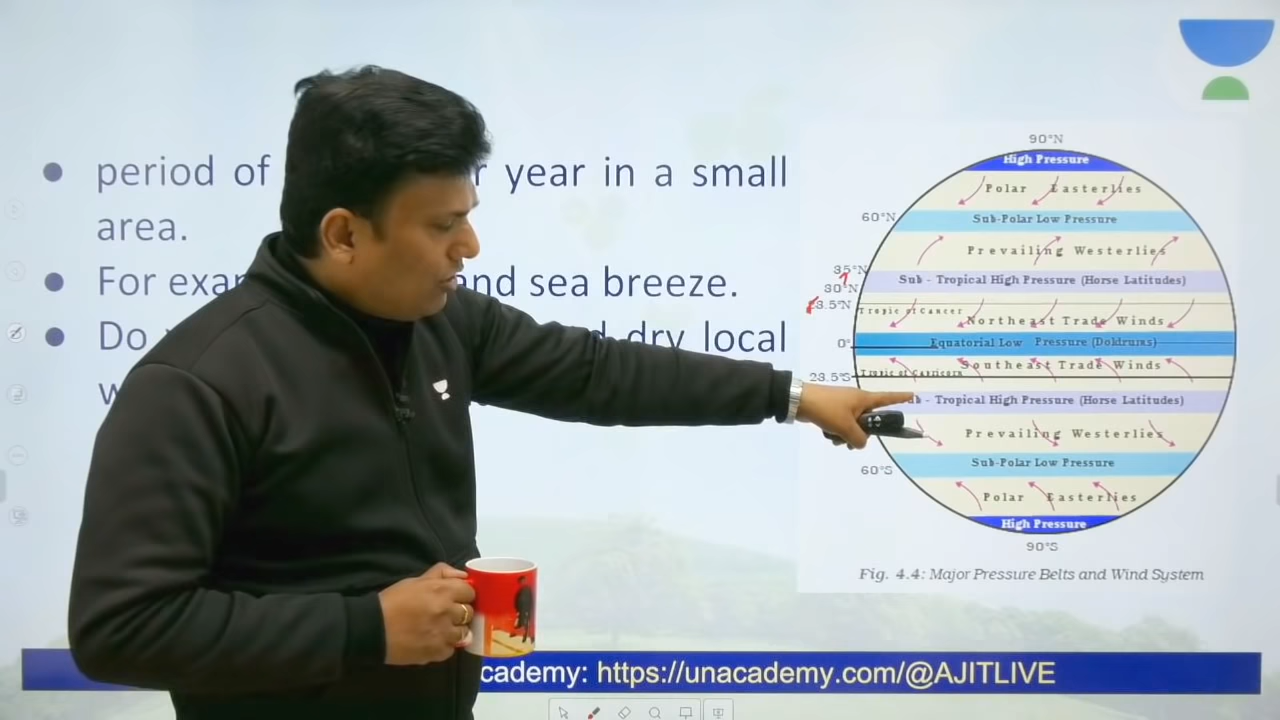 period of r year in a small
area.
For exam nd sea breeze.
Do d dry local
w
90°N
High Pressure
Polar Easterlies
60°N
Sub-Polar Low Pressure
Prevailing Westerlies
35°N
Sub - Tropical High Pressure (Horse Latitudes)
30°N
3.5°N
Tropic of Cancer
Northeast Trade Winds
0°
Equatorial Low Pressure (Doldrums)
Southeast Trade Winds
Tropic of Capricorn
23.5°S
b - Tropical High Pressure (Horse Latitudes)
Prevailing Westerlies
Sub-Polar Low Pressure
60°S
Polar Easterlies
High Pressure
90°S
Fig. 4.4: Major Pressure Belts and Wind System
cademy: https://unacademy.com/@AJITLIVE